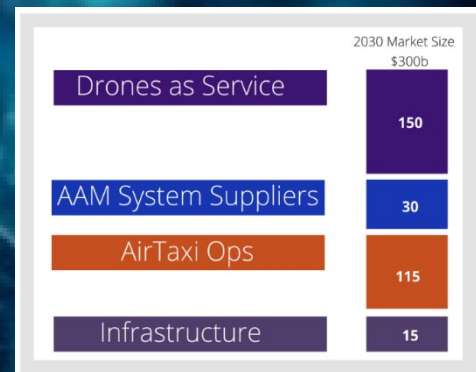 2030 Market Size
$300b
Drones as Service
150
AAM System Suppliers
30
AirTaxi Ops
115
Infrastructure
15